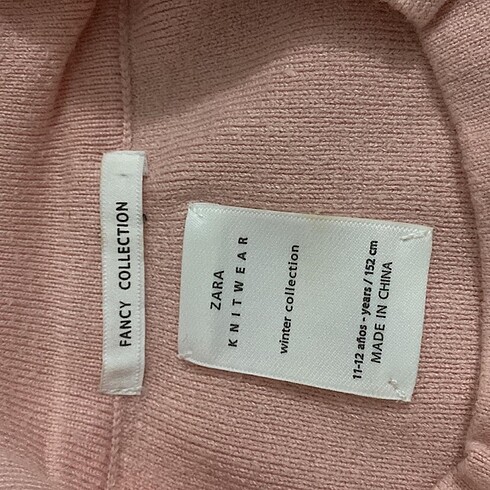 FANCY COLLECTION
ZARA
KNITWEAR
winter collection
11-12 años - years / 152 cm
MADE IN CHINA